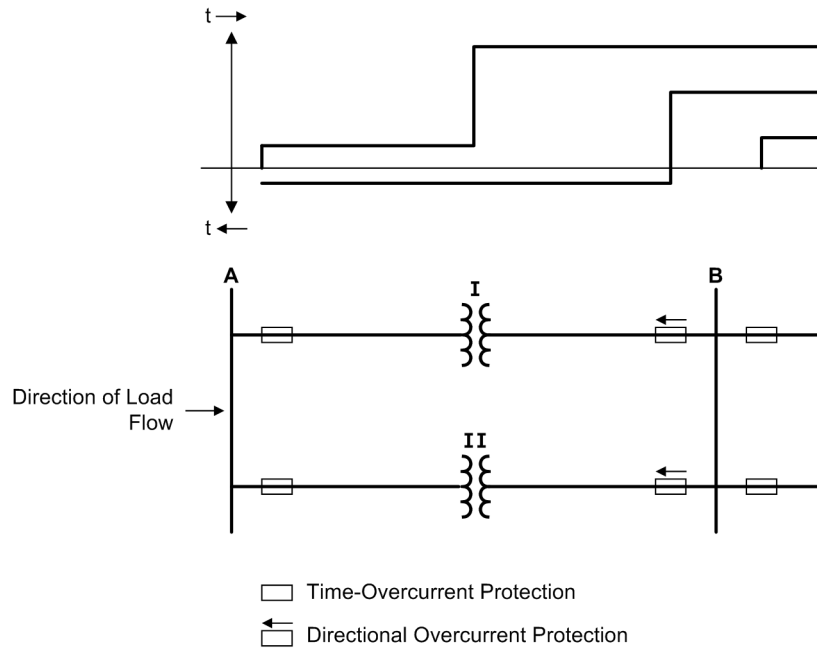 t
t
A
B
I
Direction of Load
Flow
II
Time-Overcurrent Protection
Directional Overcurrent Protection